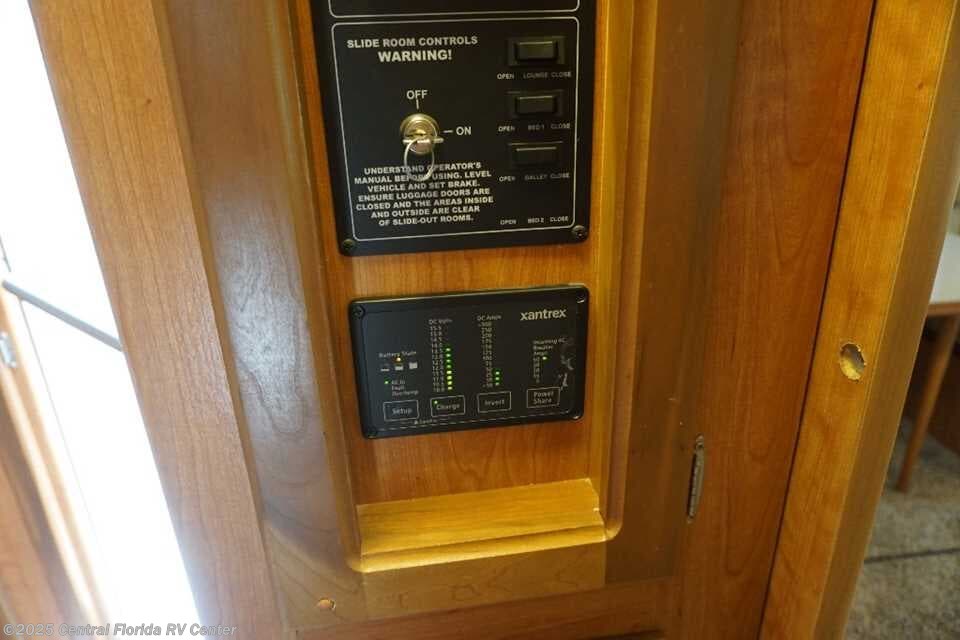 SLIDE ROOM CONTROLS
WARNING!
OFF
ON
UNDERSTAND OPERATOR'S
MANUAL BEFORE USING. LEVEL
VEHICLE AND SET BRAKE.
ENSURE LUGGAGE DOORS ARE
CLOSED AND THE AREAS INSIDE
AND OUTSIDE ARE CLEAR
OF SLIDE-OUT ROOMS.
OPEN LOUNGE CLOSE
OPEN BED 1 CLOSE
OPEN GALLEY CLOSE
OPEN BED 2 CLOSE
xantrex
DC Volts
DC Amps
Battery State
Setup
Charge
Invert
Power
Share
© 2025 Central Florida RV Center